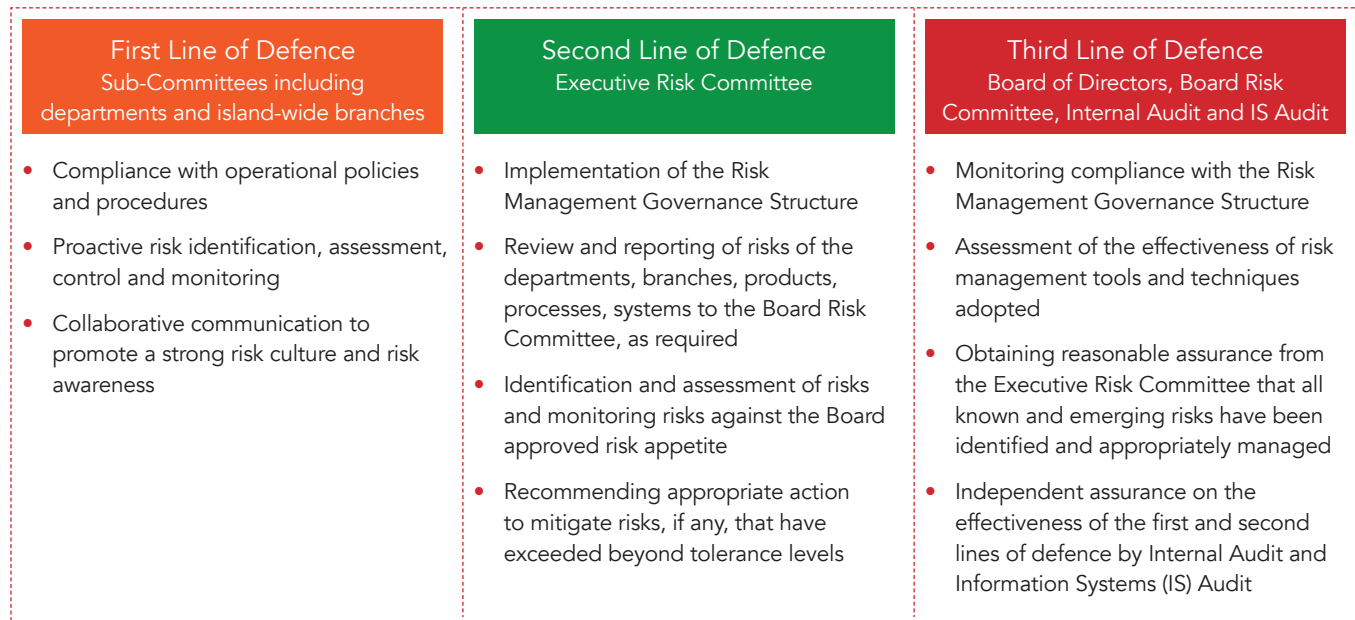 First Line of Defence
Sub-Committees including
departments and island-wide branches
• Compliance with operational policies
and procedures
• Proactive risk identification, assessment,
control and monitoring
• Collaborative communication to
promote a strong risk culture and risk
awareness
Second Line of Defence
Executive Risk Committee
• Implementation of the Risk
Management Governance Structure
• Review and reporting of risks of the
departments, branches, products,
processes, systems to the Board Risk
Committee, as required
• Identification and assessment of risks
and monitoring risks against the Board
approved risk appetite
• Recommending appropriate action
to mitigate risks, if any, that have
exceeded beyond tolerance levels
Third Line of Defence
Board of Directors, Board Risk
Committee, Internal Audit and IS Audit
• Monitoring compliance with the Risk
Management Governance Structure
• Assessment of the effectiveness of risk
management tools and techniques
adopted
• Obtaining reasonable assurance from
the Executive Risk Committee that all
known and emerging risks have been
identified and appropriately managed
• Independent assurance on the
effectiveness of the first and second
lines of defence by Internal Audit and
Information Systems (IS) Audit